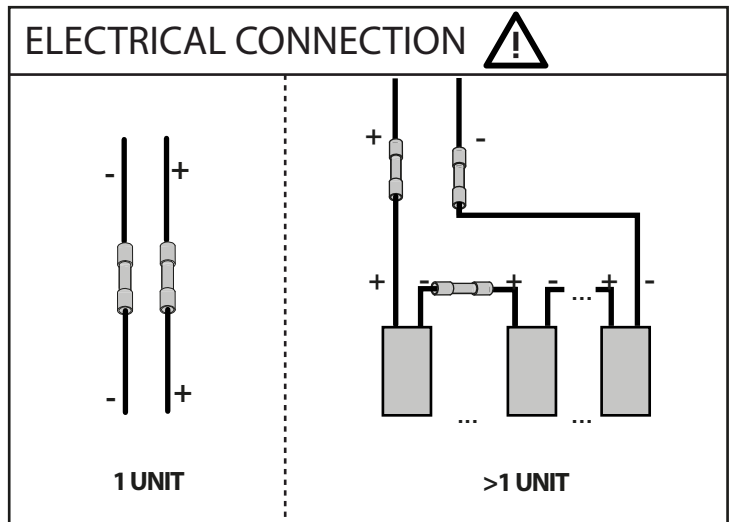 ELECTRICAL CONNECTION !
- +
- +
1 UNIT
+ -
+ - + - ... + -
... ...
>1 UNIT